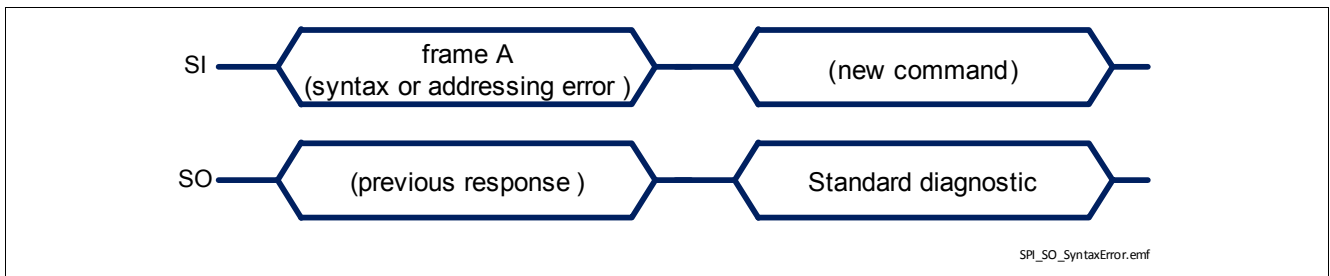 SI
frame A
(syntax or addressing error )
(new command)
SO
(previous response )
Standard diagnostic
SPI_SO_SyntaxError.emf